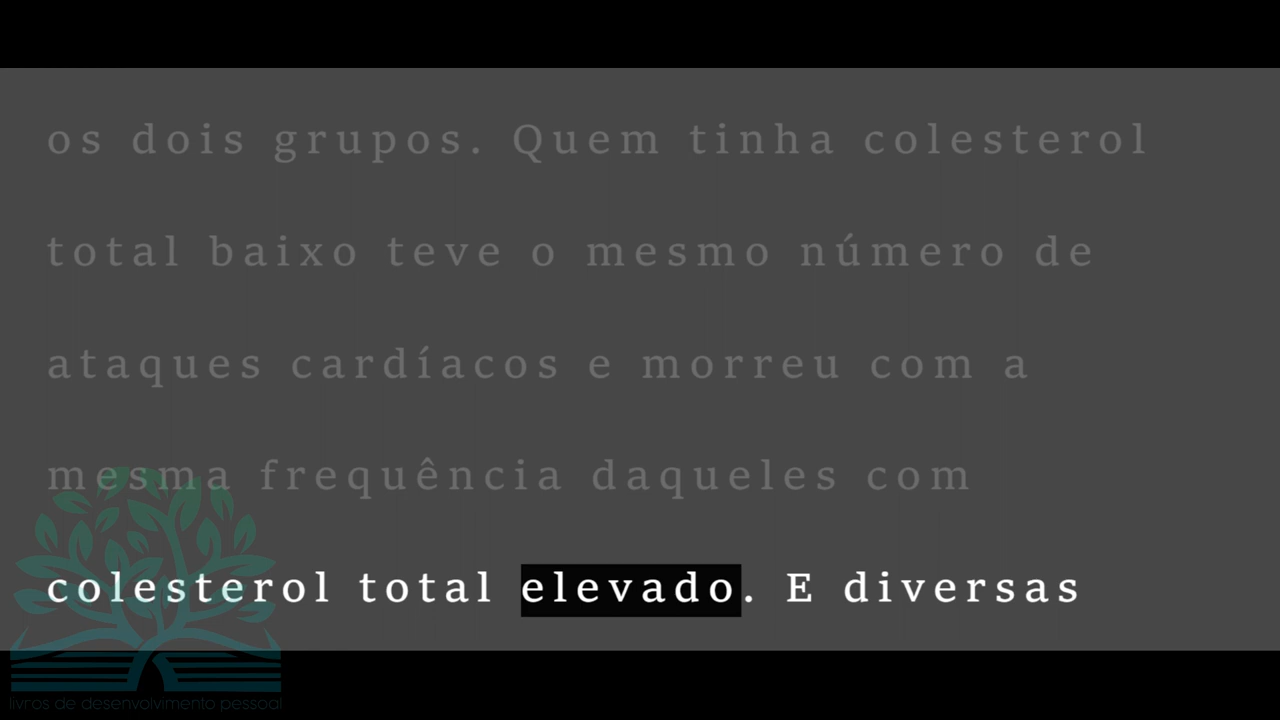 os dois grupos. Quem tinha colesterol
total baixo teve o mesmo número de
ataques cardíacos e morreu com a
mesma frequência daqueles com
colesterol total elevado. E diversas
livros de desenvolvimento pessoal